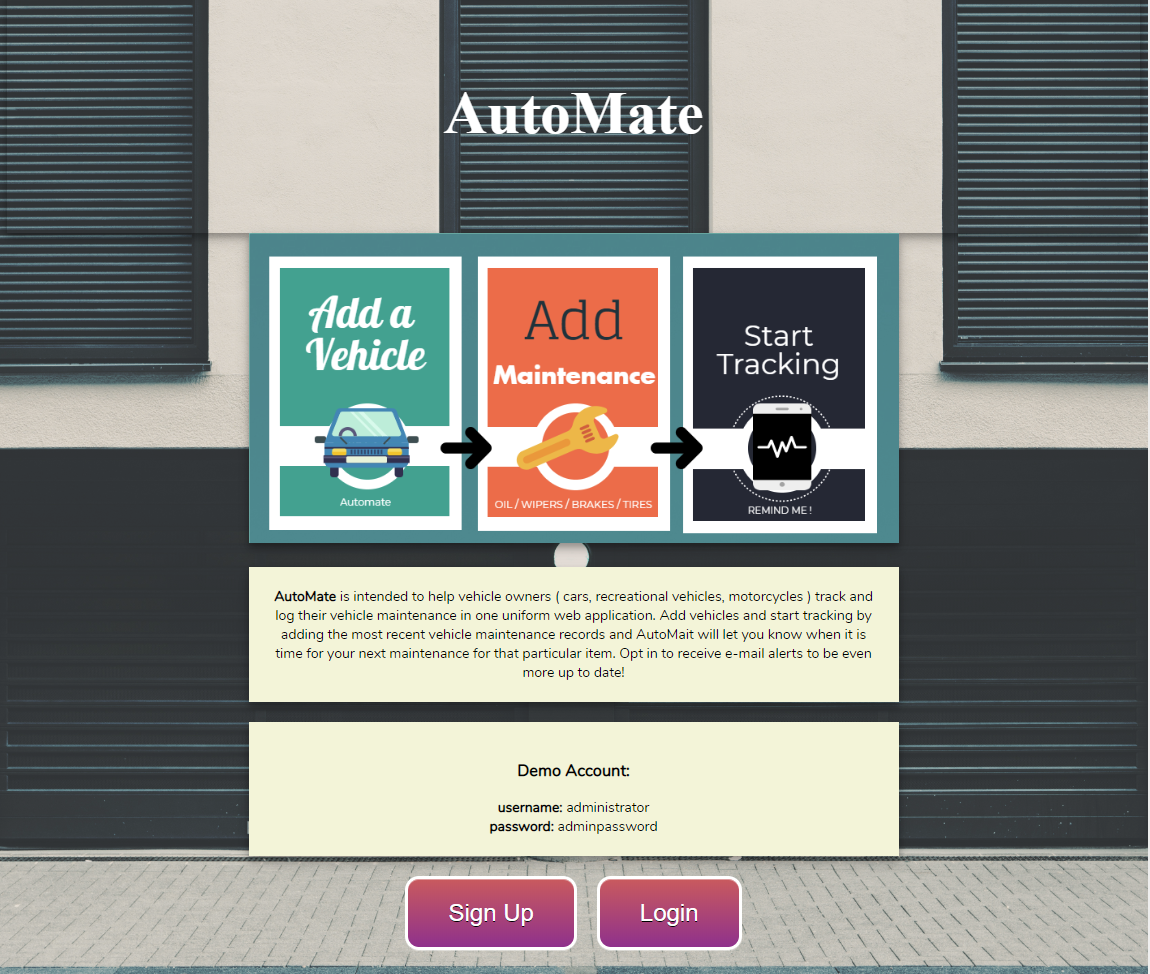 AutoMate
Add a
Vehicle
Automate
Add
Maintenance
OIL / WIPERS / BRAKES / TIRES
Start
Tracking
REMIND ME !
AutoMate is intended to help vehicle owners ( cars, recreational vehicles, motorcycles ) track and
log their vehicle maintenance in one uniform web application. Add vehicles and start tracking by
adding the most recent vehicle maintenance records and AutoMait will let you know when it is
time for your next maintenance for that particular item. Opt in to receive e-mail alerts to be even
more up to date!
Demo Account:
username: administrator
password: adminpassword
Sign Up
Login